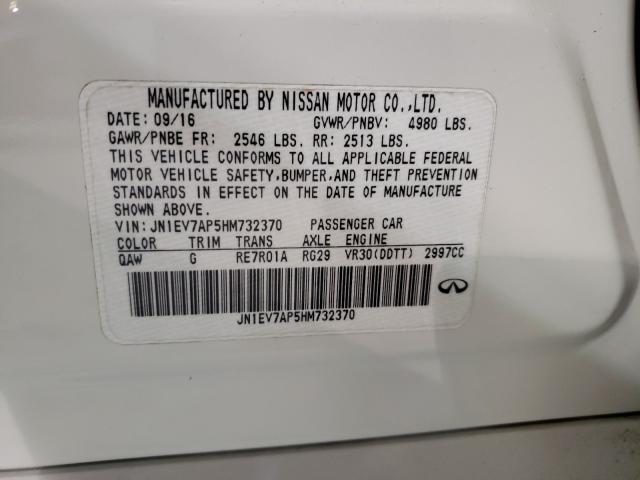 MANUFACTURED BY NISSAN MOTOR CO.,LTD.
DATE: 09/16 GVWR/PNBV: 4980 LBS.
GAWR/PNBE FR: 2546 LBS. RR: 2513 LBS.
THIS VEHICLE CONFORMS TO ALL APPLICABLE FEDERAL
MOTOR VEHICLE SAFETY,BUMPER,AND THEFT PREVENTION
STANDARDS IN EFFECT ON THE DATE OF MANUFACTURE
SHOWN ABOVE.
VIN: JN1EV7AP5HM732370 PASSENGER CAR
COLOR TRIM TRANS AXLE ENGINE
QAW G RE7R01A RG29 VR30(DDTT) 2997CC
JN1EV7AP5HM732370